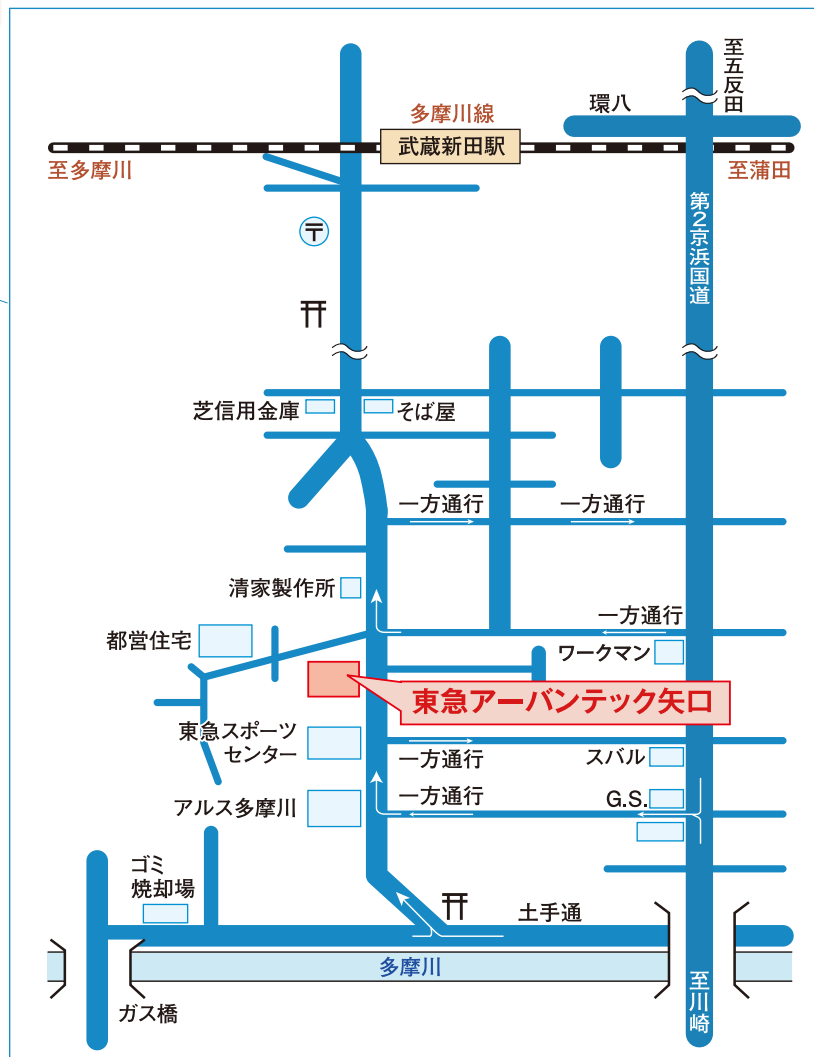 至五反田
環八
多摩川線
武蔵新田駅
至多摩川
至蒲田
第2京浜国道
〒
芝信用金庫
そば屋
一方通行
一方通行
清家製作所
一方通行
都営住宅
ワークマン
東急アーバンテック矢口
東急スポーツ
センター
一方通行
スバル
一方通行
G.S.
アルス多摩川
ゴミ
焼却場
土手通
多摩川
ガス橋
至川崎